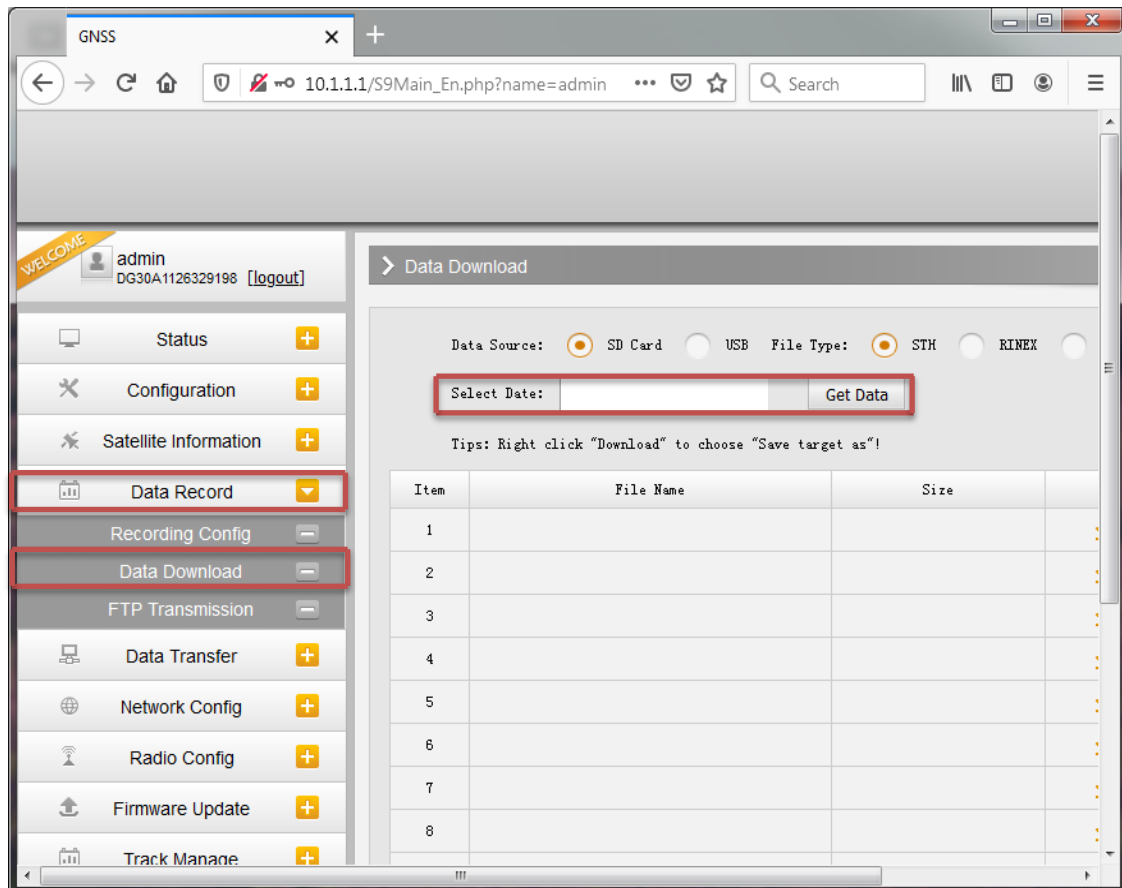 GNSS
10.1.1.1/S9Main_En.php?name=admin
Search
WELCOME
admin
DG30A1126329198 [logout]
Status
Configuration
Satellite Information
Data Record
Recording Config
Data Download
FTP Transmission
Data Transfer
Network Config
Radio Config
Firmware Update
Track Manage
Data Download
Data Source: SD Card USB File Type: STH RINEX
Select Date: Get Data
Tips: Right click "Download" to choose "Save target as"!
Item File Name Size
1
2
3
4
5
6
7
8